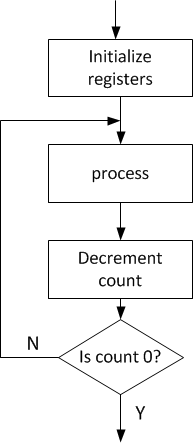 Initialize
registers
process
Decrement
count
Is count 0?
N
Y